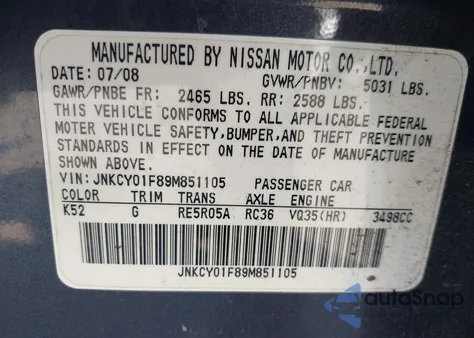 MANUFACTURED BY NISSAN MOTOR CO.,LTD.
DATE: 07/08 GVWR/PNBV: 5031 LBS.
GAWR/PNBE FR: 2465 LBS. RR: 2588 LBS.
THIS VEHICLE CONFORMS TO ALL APPLICABLE FEDERAL
MOTER VEHICLE SAFETY,BUMPER,AND THEFT PREVENTION
STANDARDS IN EFFECT ON THE DATE OF MANUFACTURE
SHOWN ABOVE.
VIN: JNKCY01F89M851105 PASSENGER CAR
COLOR TRIM TRANS AXLE ENGINE
K52 G RE5R05A RC36 VQ35(HR) 3498CC
JNKCY01F89M851105
autoSnap